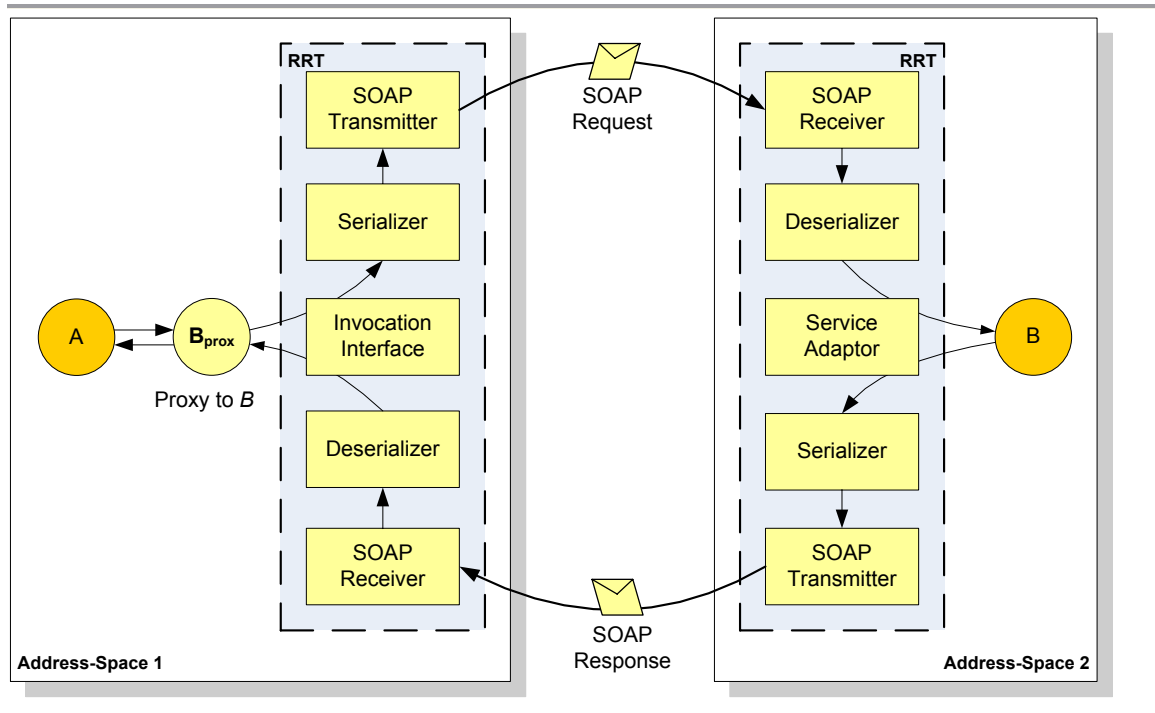 RRT
SOAP
Transmitter
Serializer
A
B prox
Proxy to B
Invocation
Interface
Deserializer
SOAP
Receiver
Address-Space 1
SOAP
Request
SOAP
Response
RRT
SOAP
Receiver
Deserializer
Service
Adaptor
B
Serializer
SOAP
Transmitter
Address-Space 2